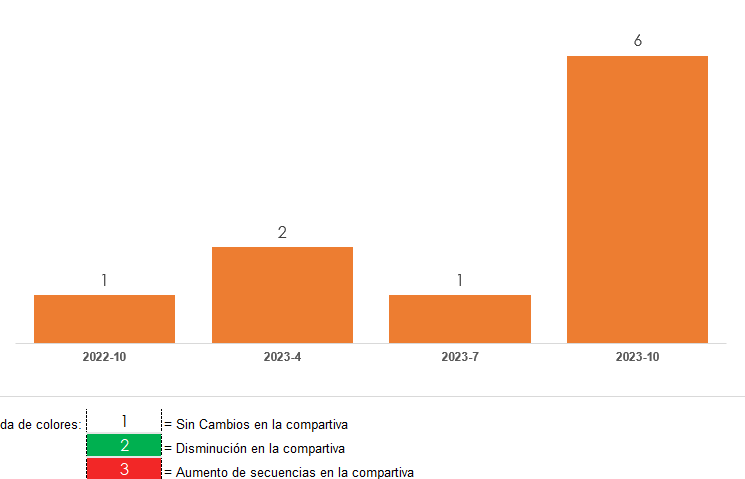 6
2
1
1
2022-10
2023-4
2023-7
2023-10
da de colores: 1 = Sin Cambios en la compartiva
2 = Disminución en la compartiva
3 = Aumento de secuencias en la compartiva